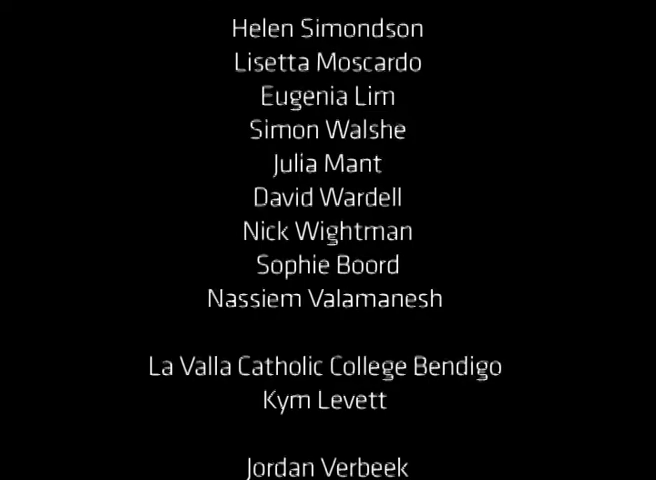 Helen Simondson
Lisetta Moscardo
Eugenia Lim
Simon Walshe
Julia Mant
David Wardell
Nick Wightman
Sophie Boord
Nassiem Valamanesh
La Valla Catholic College Bendigo
Kym Levett
Jordan Verbeek